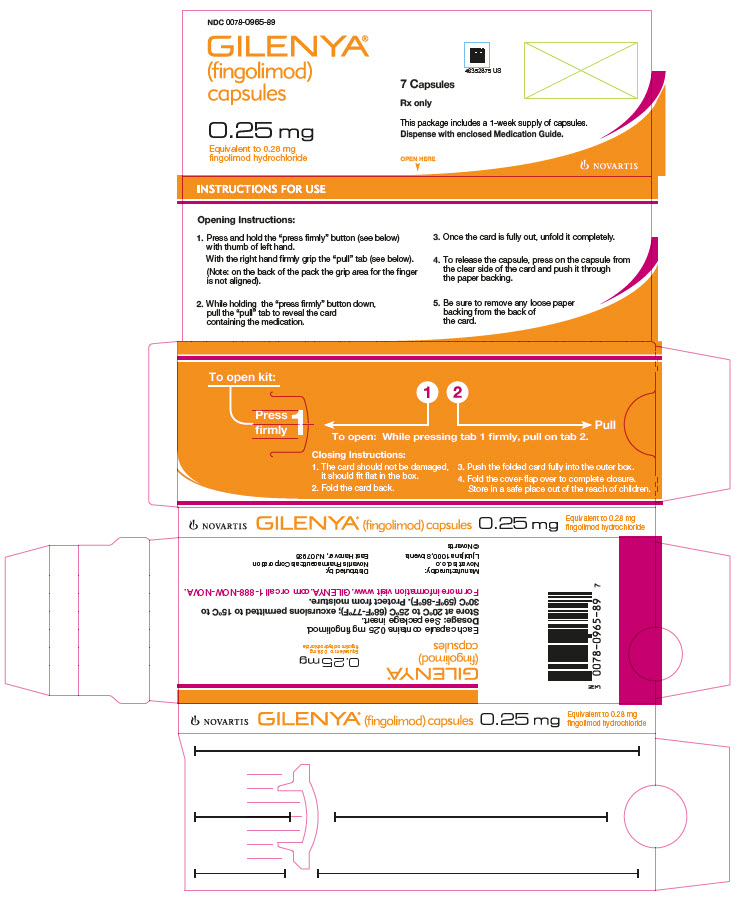 NDC 0078-0965-89
GILENYA®
(fingolimod)
capsules
0.25 mg
Equivalent to 0.28 mg
fingolimod hydrochloride
46352875 US
7 Capsules
Rx only
This package includes a 1-week supply of capsules.
Dispense with enclosed Medication Guide.
OPEN HERE
NOVARTIS
INSTRUCTIONS FOR USE
Opening Instructions:
1. Press and hold the “press firmly” button (see below)
with thumb of left hand.
With the right hand firmly grip the “pull” tab (see below).
(Note: on the back of the pack the grip area for the finger
is not aligned).
2. While holding the “press firmly” button down,
pull the “pull” tab to reveal the card
containing the medication.
3. Once the card is fully out, unfold it completely.
4. To release the capsule, press on the capsule from
the clear side of the card and push it through
the paper backing.
5. Be sure to remove any loose paper
backing from the back of
the card.
To open kit:
Press
firmly 1
1 2
Pull
To open: While pressing tab 1 firmly, pull on tab 2.
Closing Instructions:
1. The card should not be damaged,
it should fit flat in the box.
2. Fold the card back.
3. Push the folded card fully into the outer box.
4. Fold the cover-flap over to complete closure.
Store in a safe place out of the reach of children.
NOVARTIS GILENYA® (fingolimod) capsules 0.25 mg Equivalent to 0.28 mg
fingolimod hydrochloride
GILENYA®
(fingolimod)
capsules
0.25 mg
Equivalent to 0.28 mg
fingolimod hydrochloride
Each capsule contains 0.25 mg fingolimod.
Dosage: See package insert.
Store at 20°C to 25°C (68°F-77°F); excursions permitted to 15°C to
30°C (59°F-86°F). Protect from moisture.
For more information visit www. GILENYA.com or call 1-888-NOW-NOVA.
Manufactured by:
Novartis d.o.o.
Ljubljana 1000, Slovenia
© Novartis
Distributed by:
Novartis Pharmaceuticals Corporation
East Hanover, NJ 07936
0078-0965-89 7
NOVARTIS GILENYA® (fingolimod) capsules 0.25 mg Equivalent to 0.28 mg
fingolimod hydrochloride